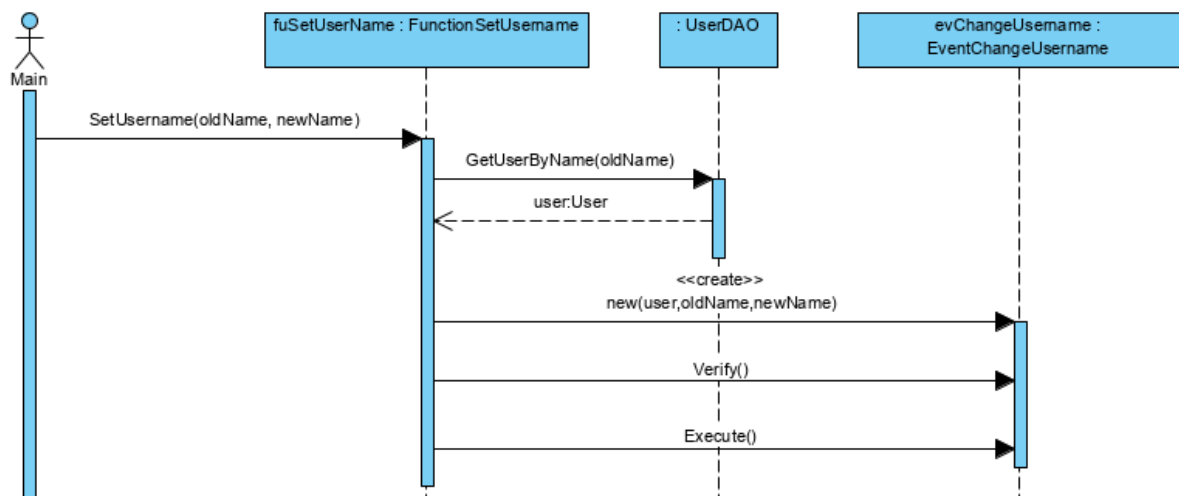 fuSetUserName : FunctionSetUsername
: UserDAO
evChangeUsername :
EventChangeUsername
Main
SetUsername(oldName, newName)
GetUserByName(oldName)
user:User
<<create>>
new(user,oldName,newName)
Verify()
Execute()